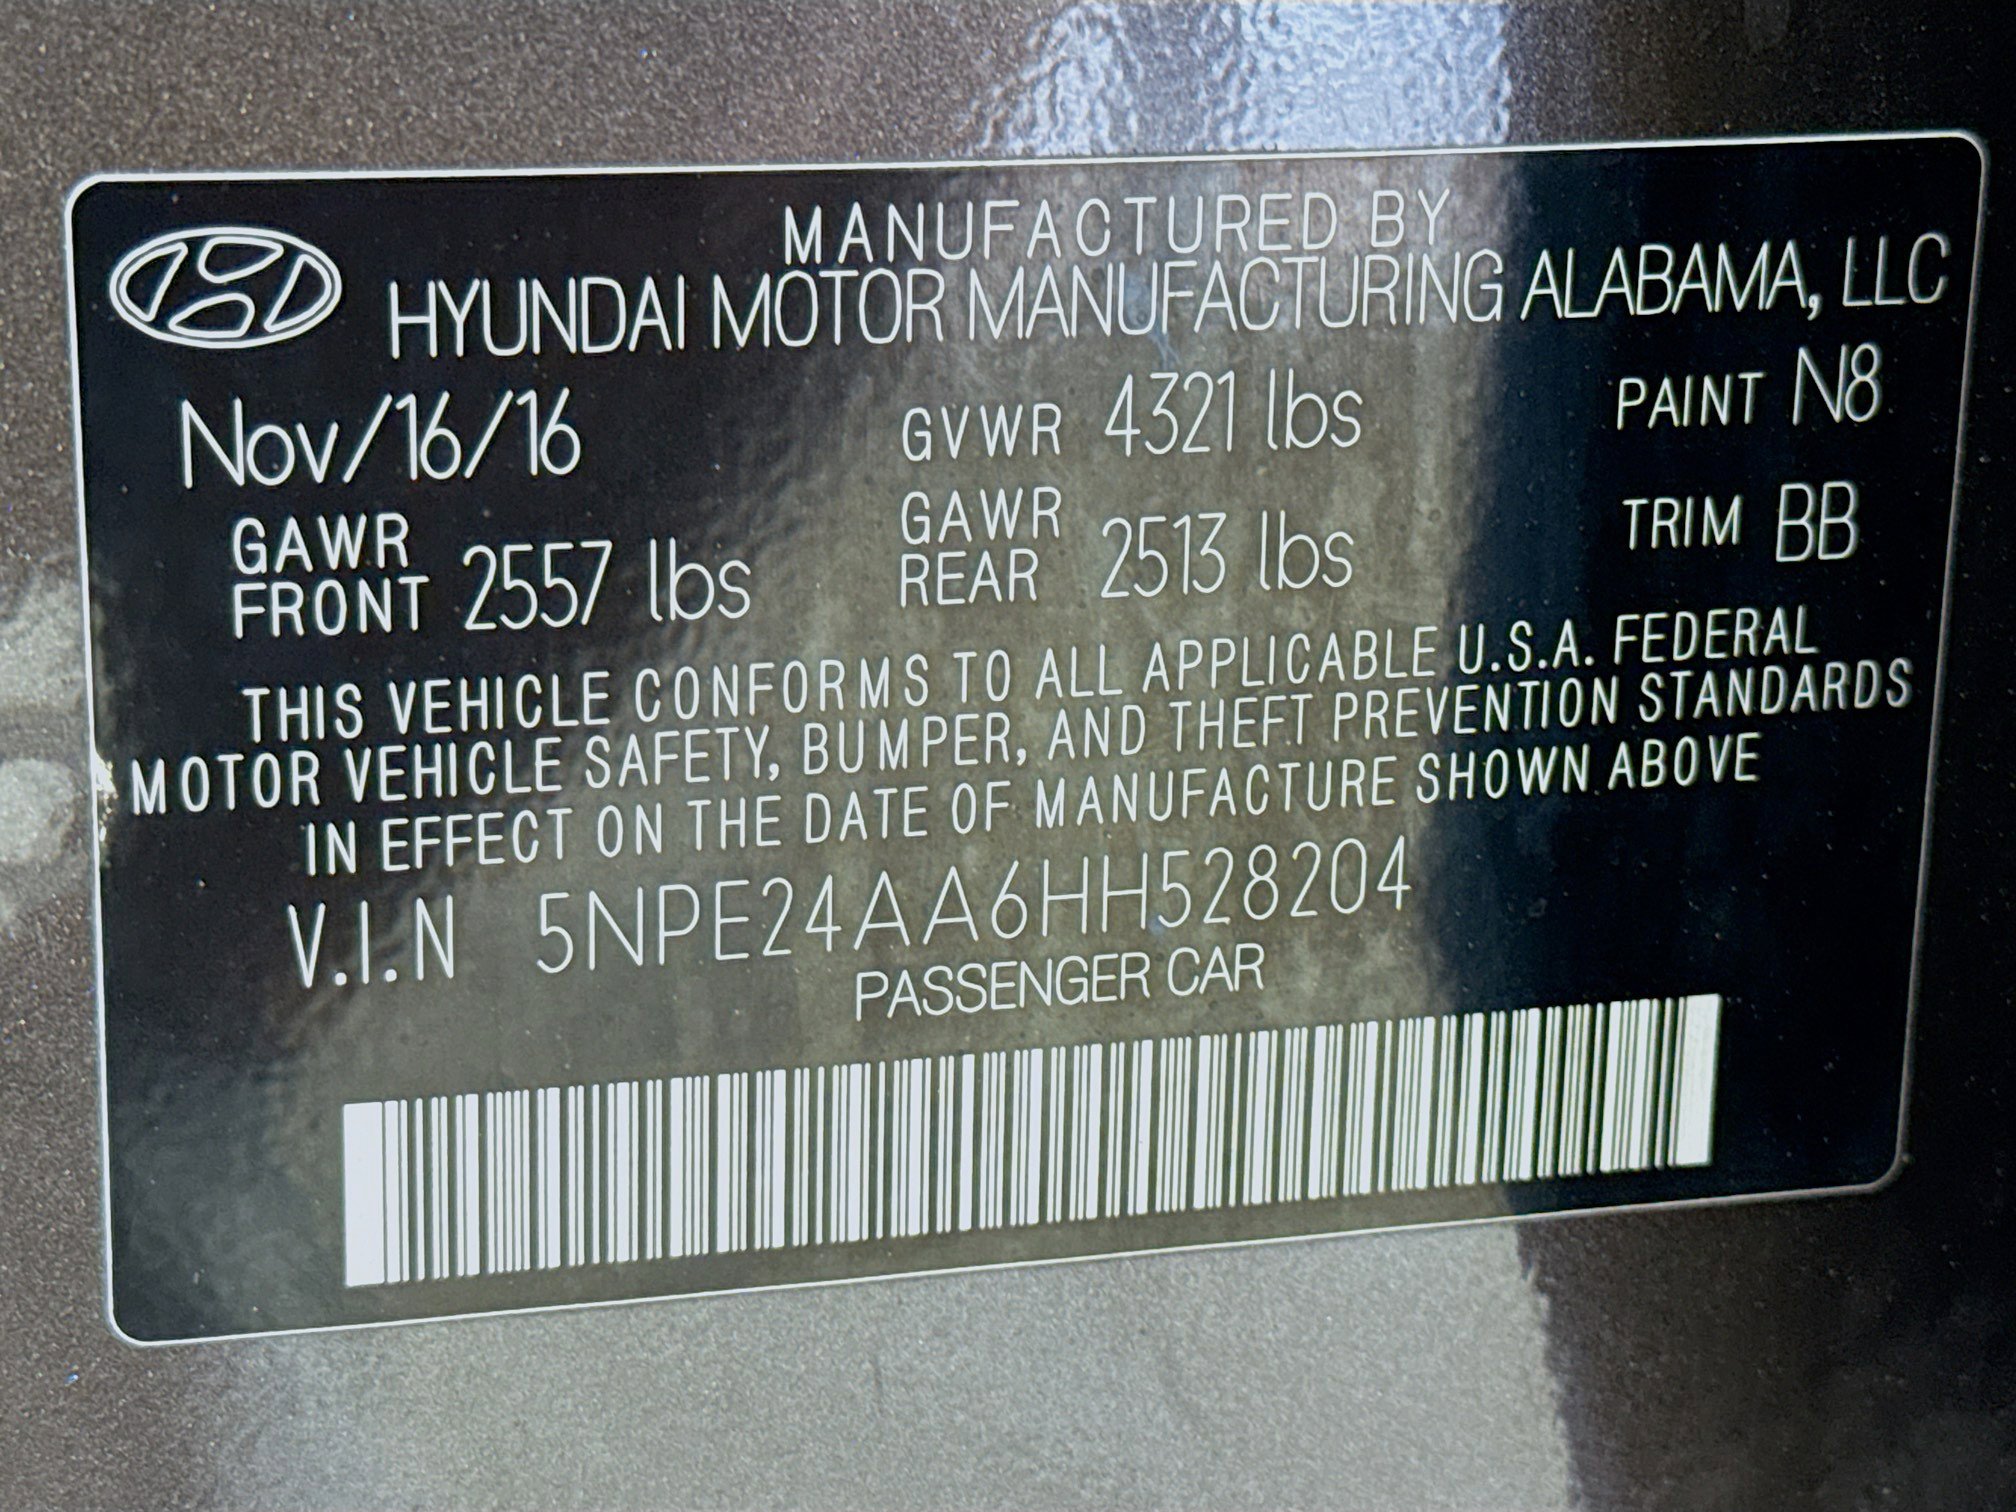 MANUFACTURED BY
HYUNDAI MOTOR MANUFACTURING ALABAMA, LLC
Nov/16/16 GVWR 4321 lbs PAINT N8
GAWR FRONT 2557 lbs GAWR REAR 2513 lbs TRIM BB
THIS VEHICLE CONFORMS TO ALL APPLICABLE U.S.A. FEDERAL
MOTOR VEHICLE SAFETY, BUMPER, AND THEFT PREVENTION STANDARDS
IN EFFECT ON THE DATE OF MANUFACTURE SHOWN ABOVE
V.I.N 5NPE24AA6HH528204
PASSENGER CAR